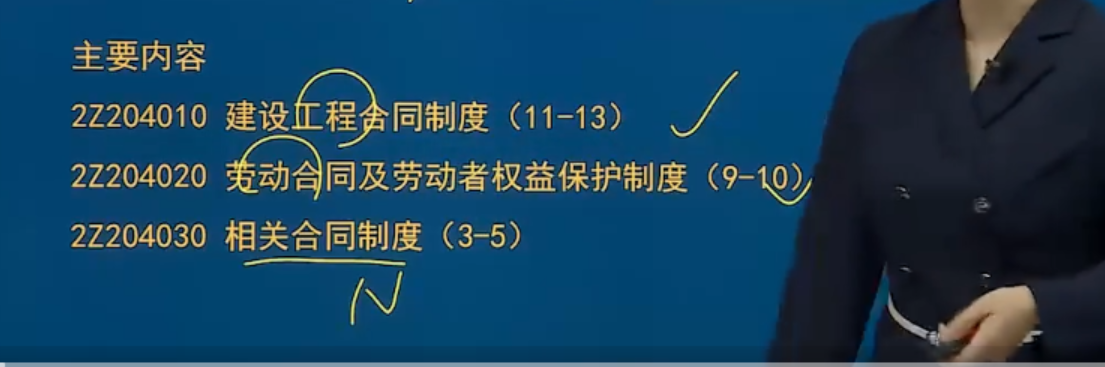 主要内容
2Z204010 建设工程合同制度（11-13）
2Z204020 劳动合同及劳动者权益保护制度（9-10）
2Z204030 相关合同制度（3-5）
N